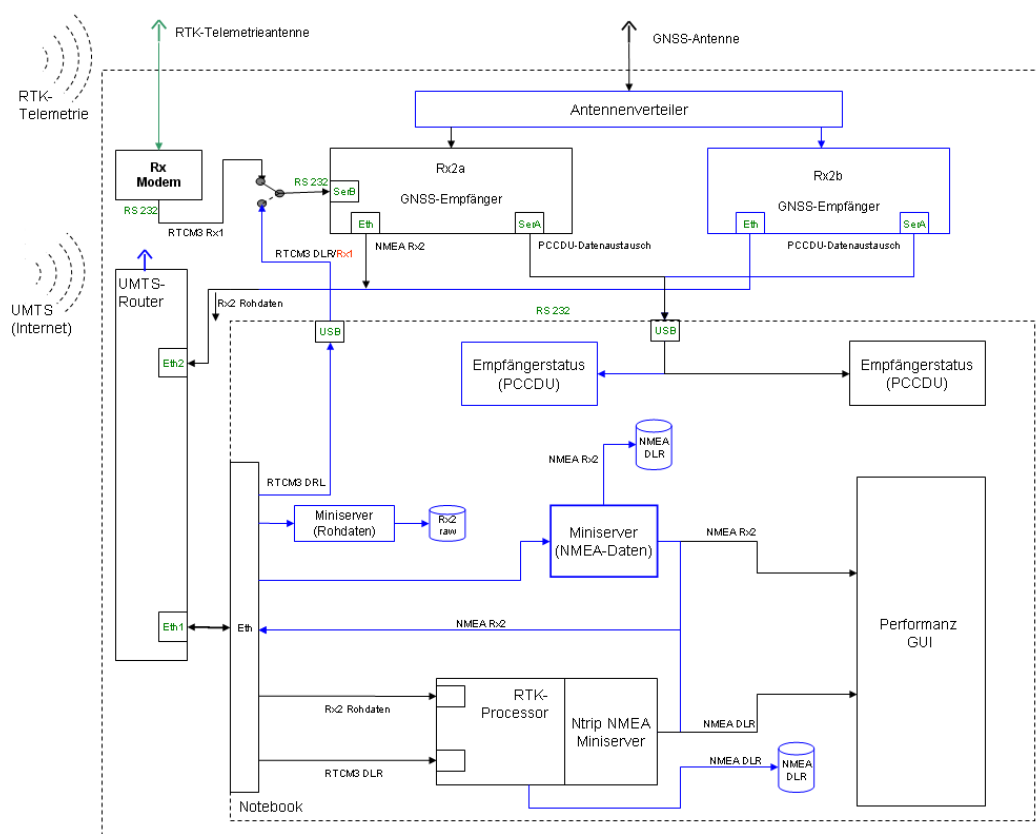 RTK-Telemetrieantenne
GNSS-Antenne
RTK-
Telemetrie
Antennenverteiler
Rx
Modem
RS 232
RTCM3 Rx1
RS 232
SerB
Rx2a
GNSS-Empfänger
Eth
SerA
NMEA Rx2
PCCDU-Datenaustausch
Rx2b
GNSS-Empfänger
Eth
SerA
PCCDU-Datenaustausch
RTCM3 DLR/Rx1
UMTS
(Internet)
UMTS-
Router
Rx2 Rohdaten
Eth2
RS 232
USB
USB
Empfängerstatus
(PCCDU)
Empfängerstatus
(PCCDU)
NMEA
DLR
NMEA Rx2
RTCM3 DRL
Miniserver
(Rohdaten)
Rx2
raw
Miniserver
(NMEA-Daten)
NMEA Rx2
Eth1
Eth
NMEA Rx2
Performanz
GUI
Rx2 Rohdaten
RTK-
Processor
Ntrip NMEA
Miniserver
NMEA DLR
RTCM3 DLR
NMEA DLR
NMEA
DLR
Notebook